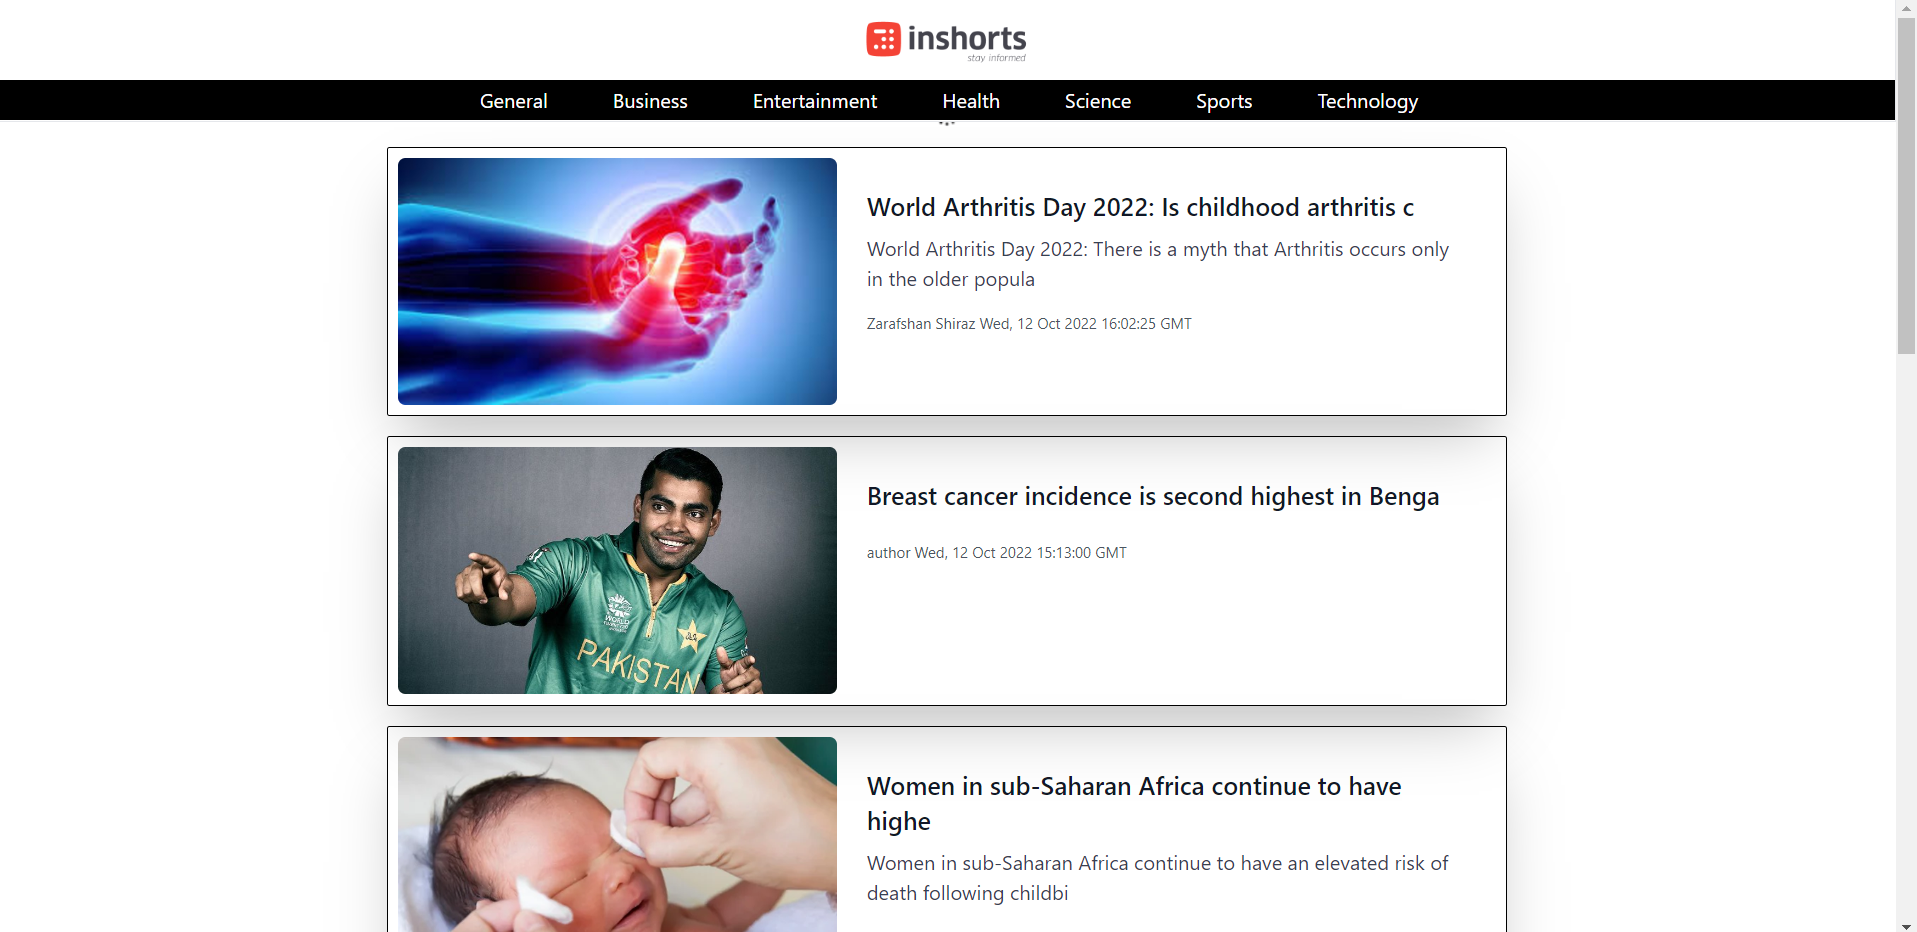 inshorts
stay informed
General Business Entertainment Health Science Sports Technology
World Arthritis Day 2022: Is childhood arthritis c
World Arthritis Day 2022: There is a myth that Arthritis occurs only
in the older popula
Zarafshan Shiraz Wed, 12 Oct 2022 16:02:25 GMT
Breast cancer incidence is second highest in Benga
author Wed, 12 Oct 2022 15:13:00 GMT
WORLD
PAKISTAN
Women in sub-Saharan Africa continue to have
highe
Women in sub-Saharan Africa continue to have an elevated risk of
death following childbi